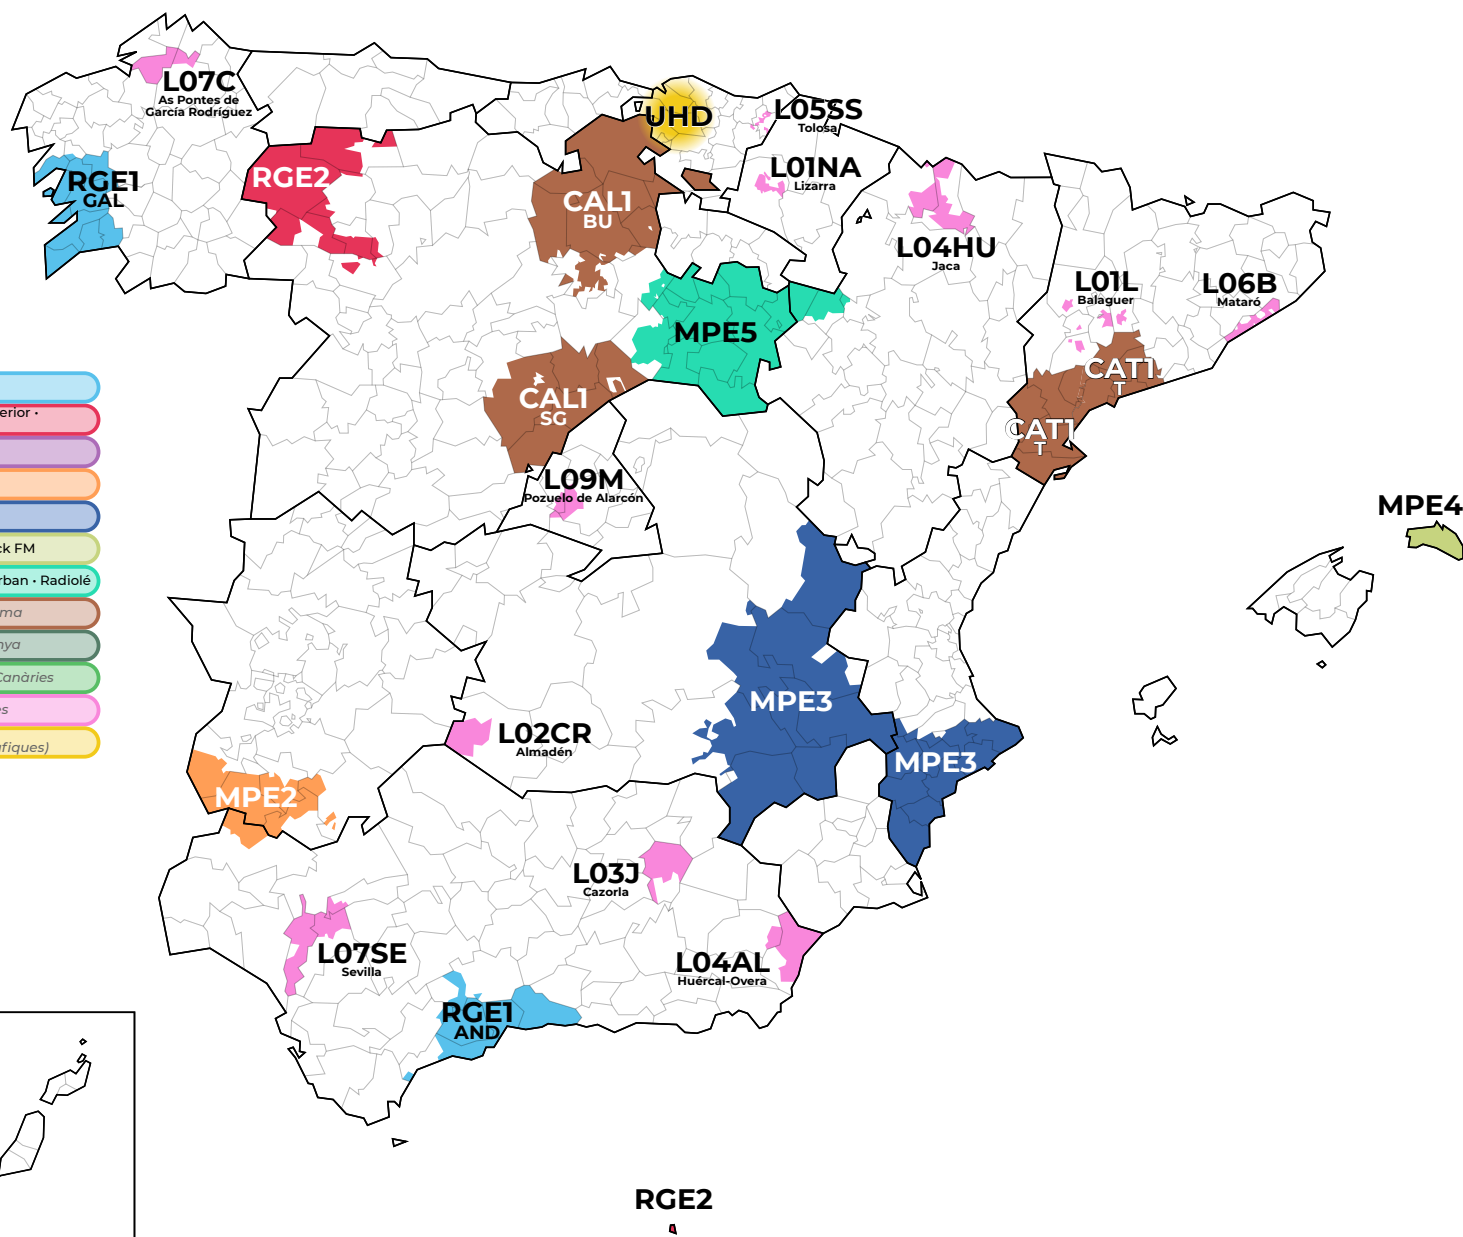 L07C
As Pontes de
García Rodríguez
UHD
L05SS
Tolosa
RGE1
GAL
RGE2
CAL1
BU
L01NA
Lizarra
L04HU
Jaca
L01L
Balaguer
L06B
Mataró
MPE5
CAT1
T
CAL1
SG
CAT1
T
L09M
Pozuelo de Alarcón
MPE4
erior •
ck FM
rban • Radiolé
ma
nya
Canàries
es
àfiques)
MPE3
L02CR
Almadén
MPE3
MPE2
L03J
Cazorla
L07SE
Sevilla
L04AL
Huércal-Overa
RGE1
AND
RGE2